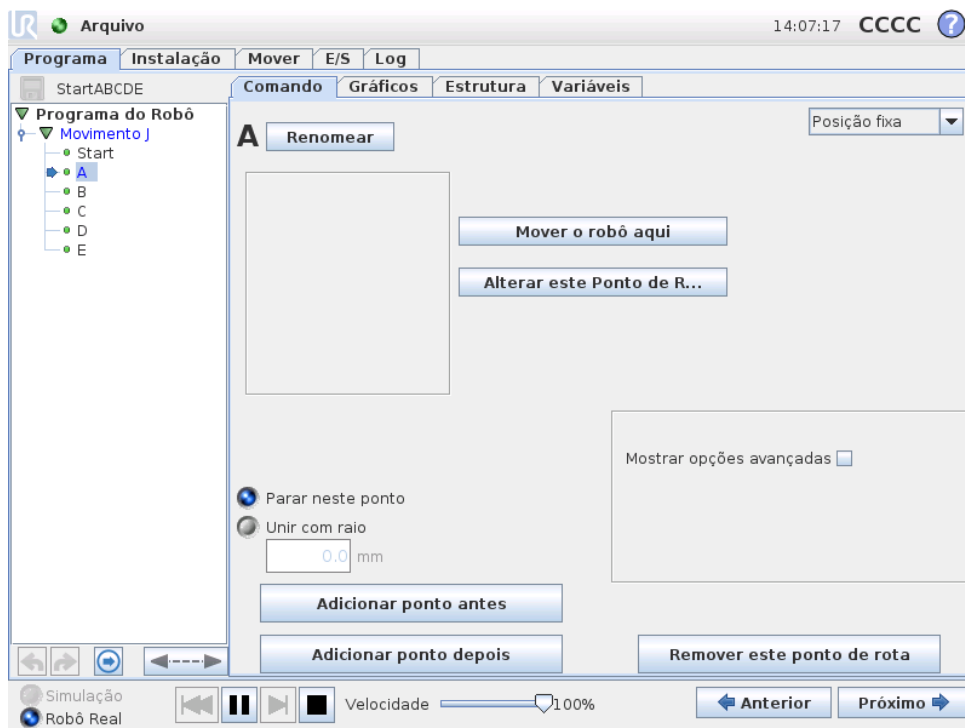 UR Arquivo 14:07:17 CCCC ?
Programa Instalação Mover E/S Log
StartABCDE
Comando Gráficos Estrutura Variáveis
Programa do Robô
Movimento J
Start
A
B
C
D
E
A Renomear
Posição fixa
Mover o robô aqui
Alterar este Ponto de R...
Mostrar opções avançadas
Parar neste ponto
Unir com raio
0.0 mm
Adicionar ponto antes
Adicionar ponto depois
Remover este ponto de rota
Simulação
Robô Real
Velocidade 100%
Anterior
Próximo